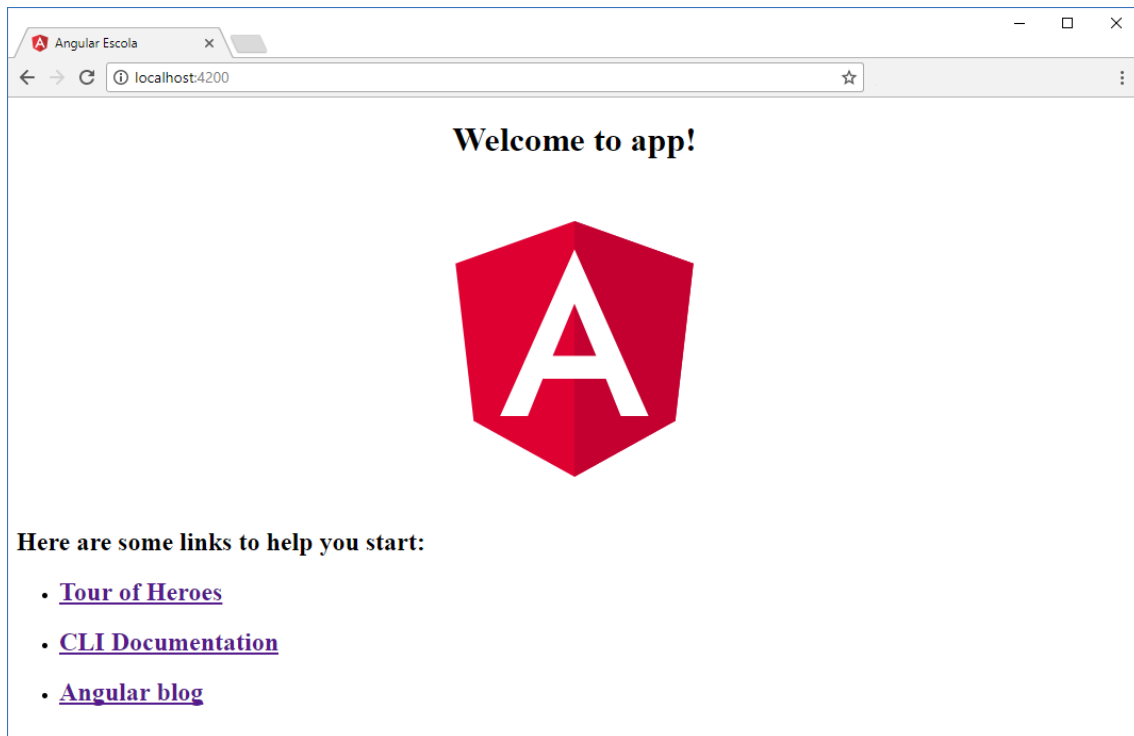 Angular Escola
localhost:4200
Welcome to app!
A
Here are some links to help you start:
Tour of Heroes
CLI Documentation
Angular blog